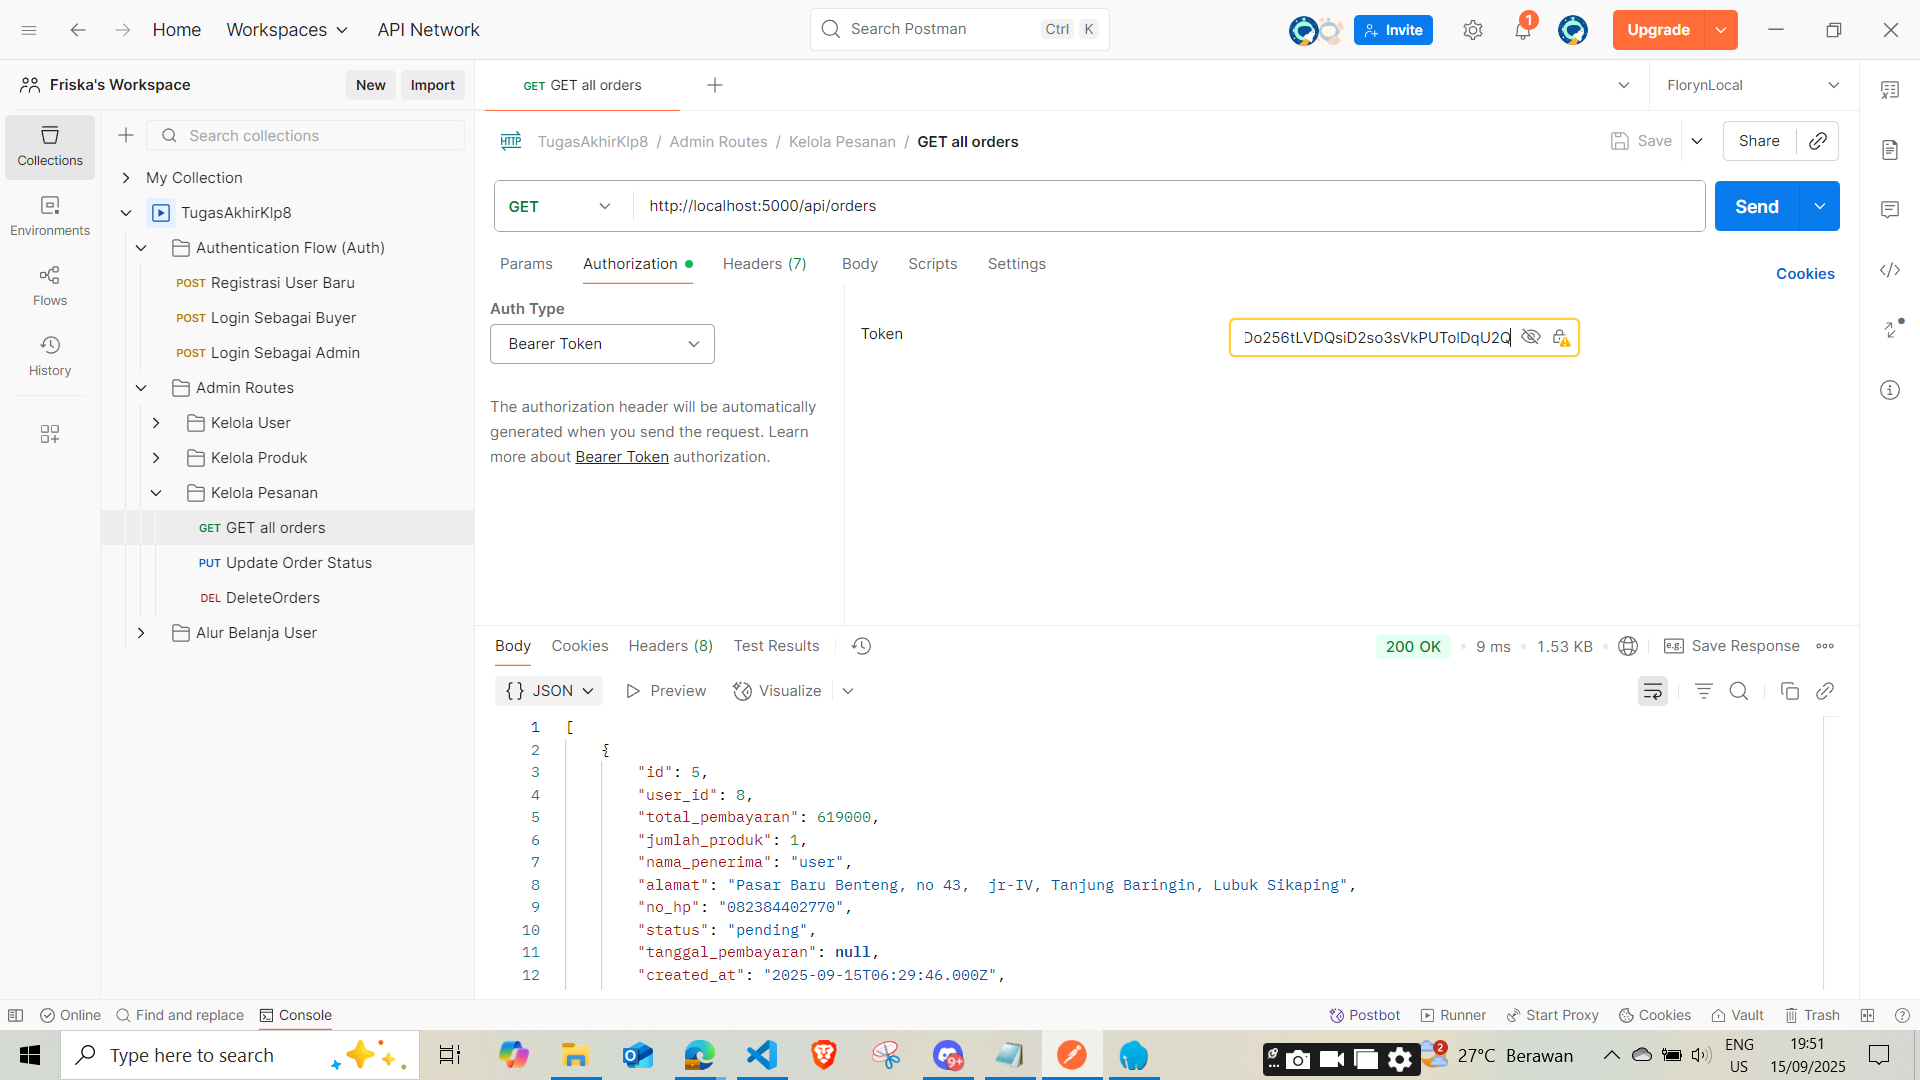 Home
Workspaces
API Network
Search Postman
Ctrl
K
Invite
1
Upgrade
Friska's Workspace
New
Import
GET GET all orders
FlorynLocal
Collections
Environments
Flows
History
Search collections
My Collection
TugasAkhirKlp8
Authentication Flow (Auth)
POST Registrasi User Baru
POST Login Sebagai Buyer
POST Login Sebagai Admin
Admin Routes
Kelola User
Kelola Produk
Kelola Pesanan
GET GET all orders
PUT Update Order Status
DEL DeleteOrders
Alur Belanja User
HTTP TugasAkhirKlp8 / Admin Routes / Kelola Pesanan / GET all orders
Save
Share
GET http://localhost:5000/api/orders
Send
Params Authorization Headers (7) Body Scripts Settings
Cookies
Auth Type
Bearer Token
The authorization header will be automatically
generated when you send the request. Learn
more about Bearer Token authorization.
Token
Do256tLVDQsiD2so3sVkPUTolDqU2Q
Body Cookies Headers (8) Test Results
200 OK • 9 ms • 1.53 KB
e.g. Save Response
{} JSON Preview Visualize
1 [
2 {
3 "id": 5,
4 "user_id": 8,
5 "total_pembayaran": 619000,
6 "jumlah_produk": 1,
7 "nama_penerima": "user",
8 "alamat": "Pasar Baru Benteng, no 43,  jr-IV, Tanjung Baringin, Lubuk Sikaping",
9 "no_hp": "082384402770",
10 "status": "pending",
11 "tanggal_pembayaran": null,
12 "created_at": "2025-09-15T06:29:46.000Z",
Online Find and replace Console
Postbot Runner Start Proxy Cookies Vault Trash
Type here to search
9+
2
27°C Berawan
ENG
US
19:51
15/09/2025